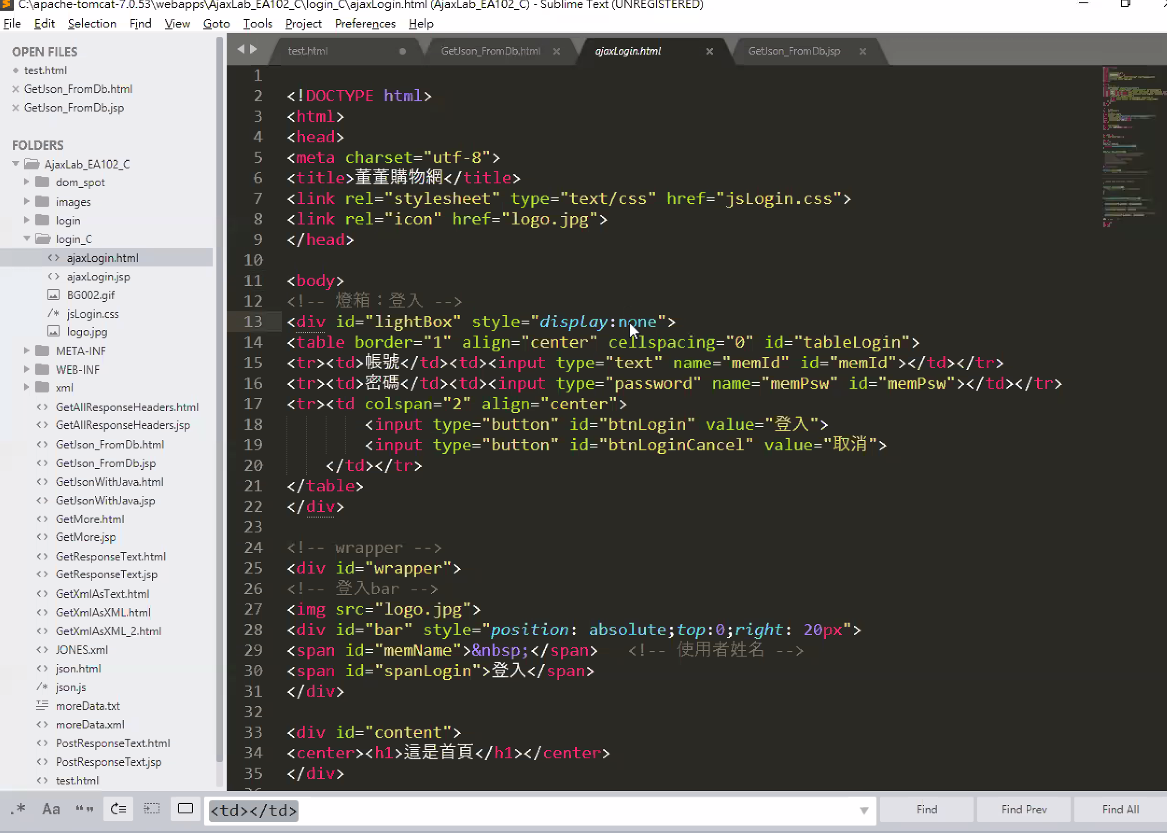 C:\apache-tomcat-7.0.53\webapps\AjaxLab_EA102_C\login_C\ajaxLogin.html (AjaxLab_EA102_C) - Sublime Text (UNREGISTERED)
File Edit Selection Find View Goto Tools Project Preferences Help
OPEN FILES
test.html
GetJson_FromDb.html
GetJson_FromDb.jsp
FOLDERS
AjaxLab_EA102_C
dom_spot
images
login
login_C
ajaxLogin.html
ajaxLogin.jsp
BG002.gif
jsLogin.css
logo.jpg
META-INF
WEB-INF
xml
GetAllResponseHeaders.html
GetAllResponseHeaders.jsp
GetJson_FromDb.html
GetJson_FromDb.jsp
GetJsonWithJava.html
GetJsonWithJava.jsp
GetMore.html
GetMore.jsp
GetResponseText.html
GetResponseText.jsp
GetXmlAsText.html
GetXmlAsXML.html
GetXmlAsXML_2.html
JONES.xml
json.html
json.js
moreData.txt
moreData.xml
PostResponseText.html
PostResponseText.jsp
test.html
test.html GetJson_FromDb.html ajaxLogin.html GetJson_FromDb.jsp
1
2 <!DOCTYPE html>
3 <html>
4 <head>
5 <meta charset="utf-8">
6 <title>董董購物網</title>
7 <link rel="stylesheet" type="text/css" href="jsLogin.css">
8 <link rel="icon" href="logo.jpg">
9 </head>
10
11 <body>
12 <!-- 燈箱：登入 -->
13 <div id="lightBox" style="display:none">
14 <table border="1" align="center" cellspacing="0" id="tableLogin">
15 <tr><td>帳號</td><td><input type="text" name="memId" id="memId"></td></tr>
16 <tr><td>密碼</td><td><input type="password" name="memPsw" id="memPsw"></td></tr>
17 <tr><td colspan="2" align="center">
18 <input type="button" id="btnLogin" value="登入">
19 <input type="button" id="btnLoginCancel" value="取消">
20 </td></tr>
21 </table>
22 </div>
23
24 <!-- wrapper -->
25 <div id="wrapper">
26 <!-- 登入bar -->
27 <img src="logo.jpg">
28 <div id="bar" style="position: absolute;top:0;right: 20px">
29 <span id="memName">&nbsp;</span> <!-- 使用者姓名 -->
30 <span id="spanLogin">登入</span>
31 </div>
32
33 <div id="content">
34 <center><h1>這是首頁</h1></center>
35 </div>
.* Aa “” <td></td> Find Find Prev Find All